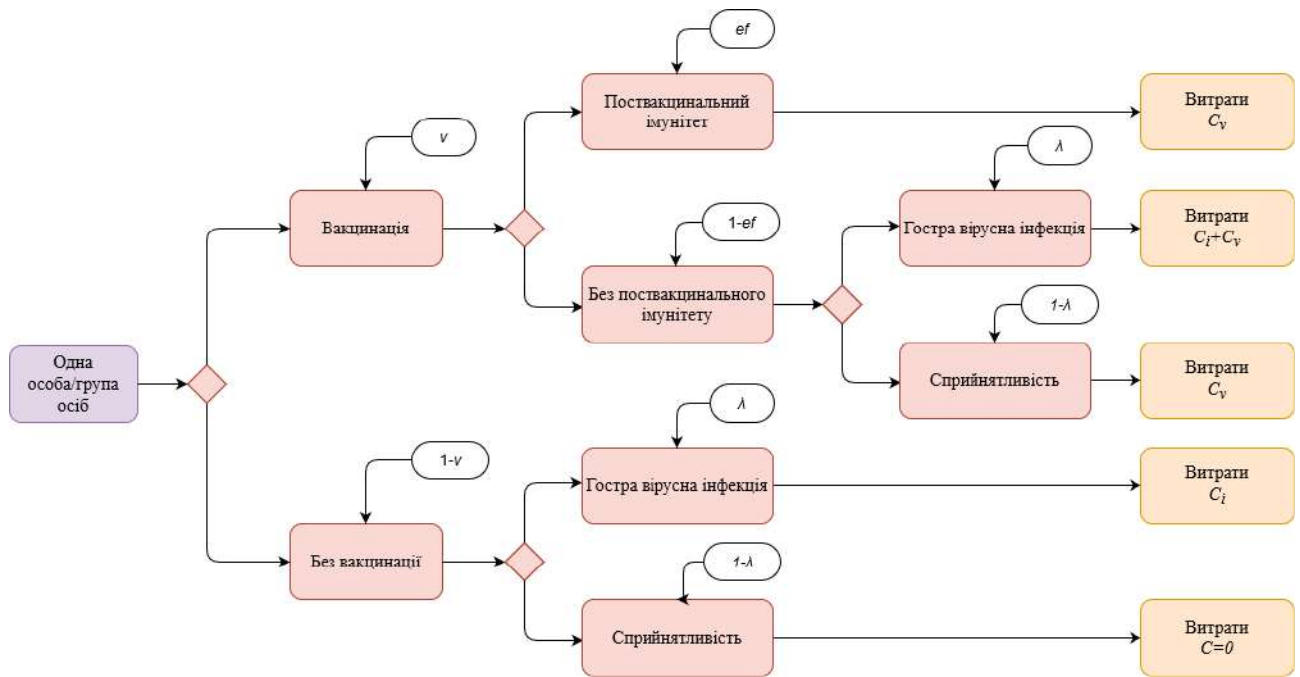 ef
Поствакцинальний
імунітет
Витрати
Cv
v
λ
Вакцинація
1-ef
Гостра вірусна інфекція
Витрати
Ci+Cv
Без поствакцинального
імунітету
1-λ
Одна
особа/група
осіб
Сприйнятливість
Витрати
Cv
λ
1-v
Гостра вірусна інфекція
Витрати
Ci
Без вакцинації
1-λ
Сприйнятливість
Витрати
C=0